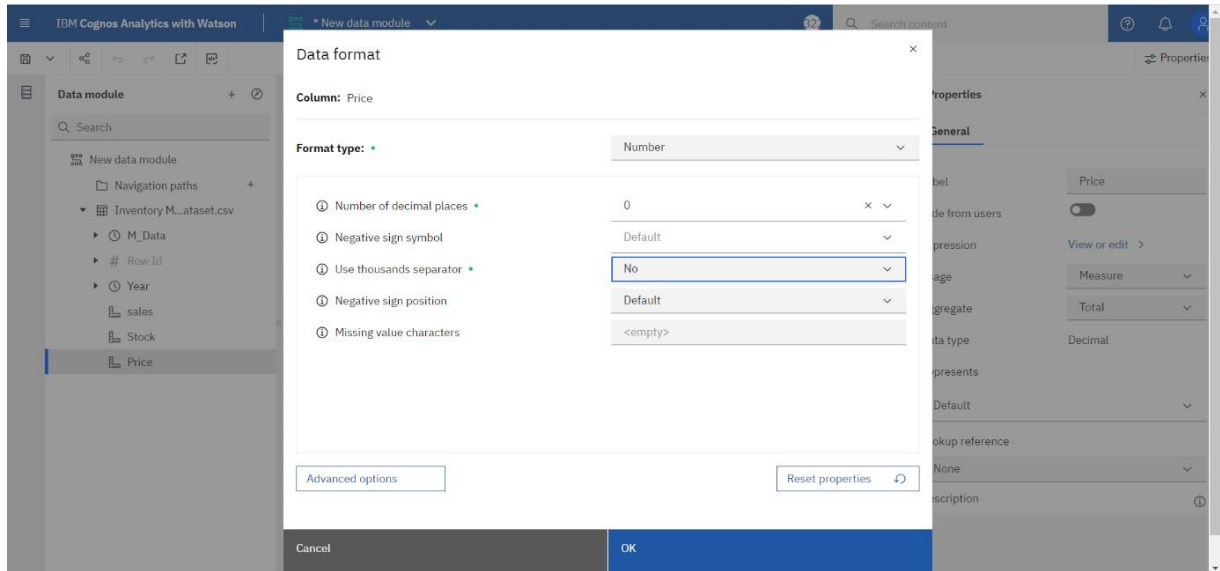 IBM Cognos Analytics with Watson
* New data module
Search content
Properties
Data module
Search
New data module
Navigation paths
Inventory M...ataset.csv
M_Data
# Row Id
Year
sales
Stock
Price
Data format
Column: Price
Format type:
Number
Number of decimal places
0
Negative sign symbol
Default
Use thousands separator
No
Negative sign position
Default
Missing value characters
<empty>
Advanced options
Reset properties
Cancel
OK
Properties
General
bel
Price
de from users
pression
View or edit
age
Measure
gregate
Total
ta type
Decimal
presents
Default
okup reference
None
scription